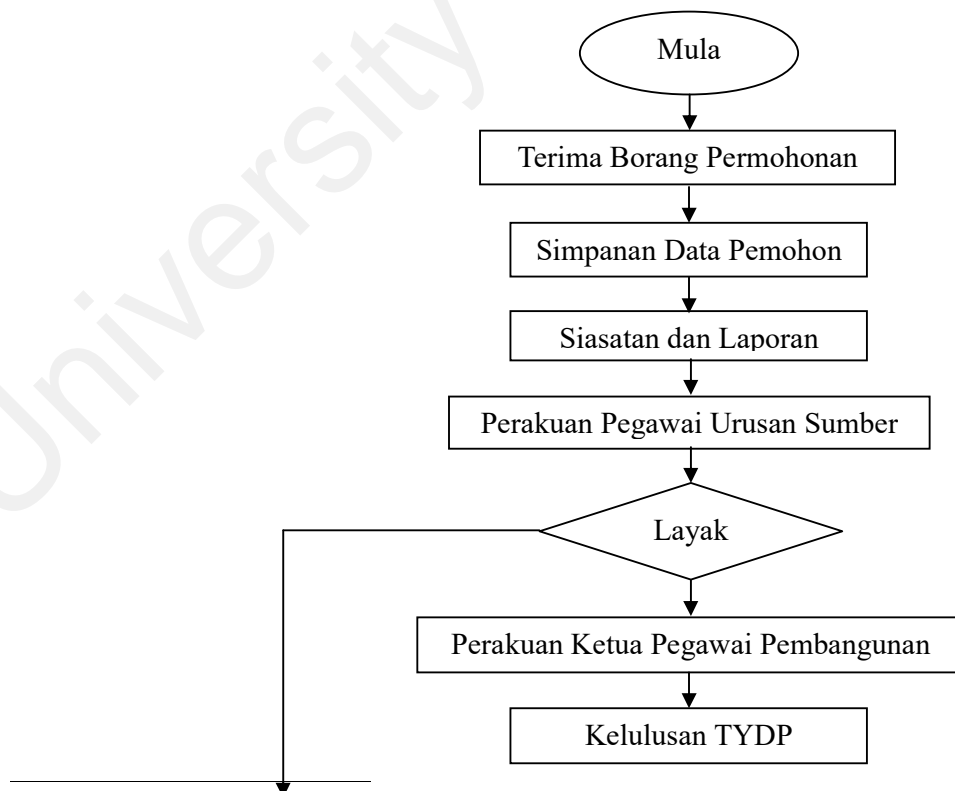 University
Mula
Terima Borang Permohonan
Simpanan Data Pemohon
Siasatan dan Laporan
Perakuan Pegawai Urusan Sumber
Layak
Perakuan Ketua Pegawai Pembangunan
Kelulusan TYDP